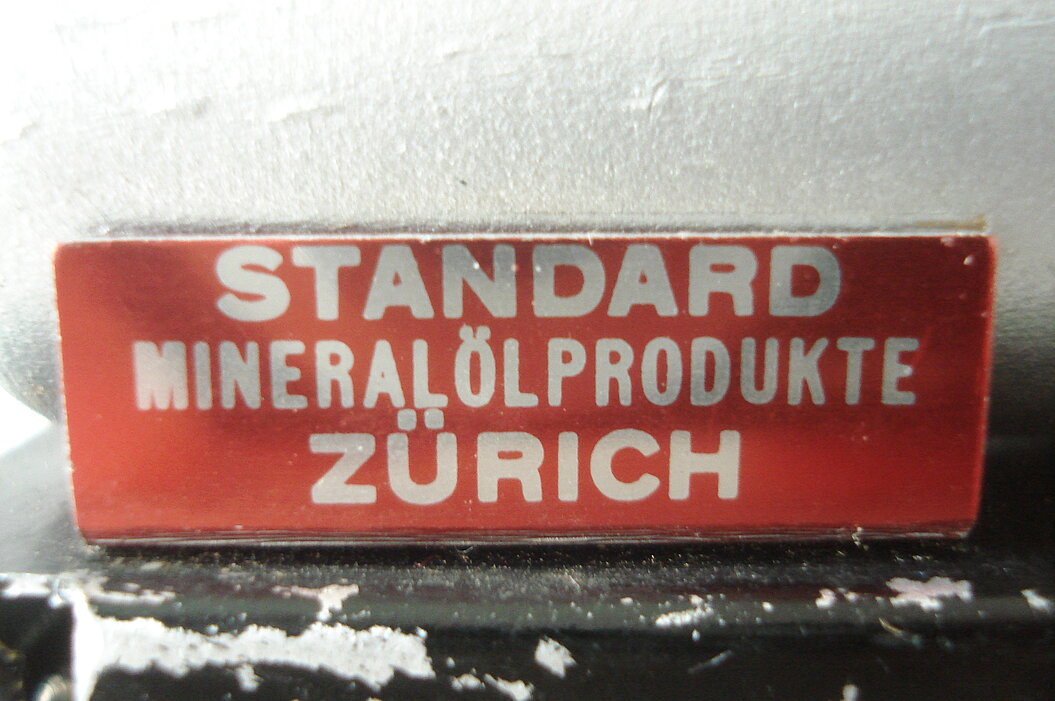 STANDARD
MINERALÖLPRODUKTE
ZÜRICH